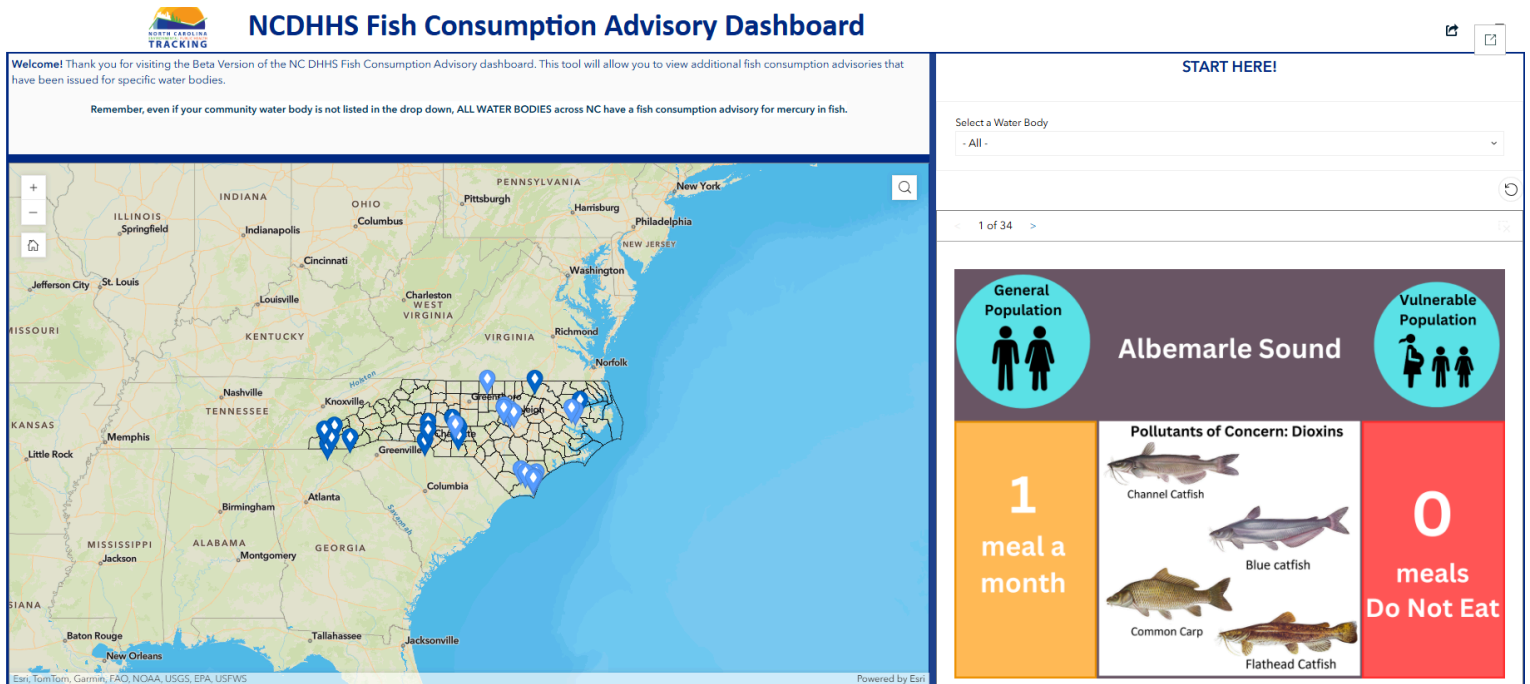 NORTH CAROLINA
TRACKING
NCDHHS Fish Consumption Advisory Dashboard
Welcome! Thank you for visiting the Beta Version of the NC DHHS Fish Consumption Advisory dashboard. This tool will allow you to view additional fish consumption advisories that
have been issued for specific water bodies.
Remember, even if your community water body is not listed in the drop down, ALL WATER BODIES across NC have a fish consumption advisory for mercury in fish.
START HERE!
Select a Water Body
- All -
1 of 34
+
−
PENNSYLVANIA
New York
Pittsburgh
INDIANA
OHIO
Harrisburg
ILLINOIS
Columbus
Springfield
Indianapolis
Philadelphia
NEW JERSEY
Cincinnati
Washington
Jefferson City
St. Louis
Louisville
Charleston
WEST
VIRGINIA
MISSOURI
KENTUCKY
VIRGINIA
Richmond
Norfolk
Nashville
Knoxville
TENNESSEE
KANSAS
Memphis
Greenville
Little Rock
Columbia
Atlanta
Birmingham
Savannah
MISSISSIPPI
ALABAMA
GEORGIA
Jackson
Montgomery
SIANA
Baton Rouge
Tallahassee
Jacksonville
New Orleans
Esri, TomTom, Garmin, FAO, NOAA, USGS, EPA, USFWS
Powered by Esri
General
Population
Albemarle Sound
Vulnerable
Population
1
meal a
month
Pollutants of Concern: Dioxins
Channel Catfish
Blue catfish
Common Carp
Flathead Catfish
0
meals
Do Not Eat